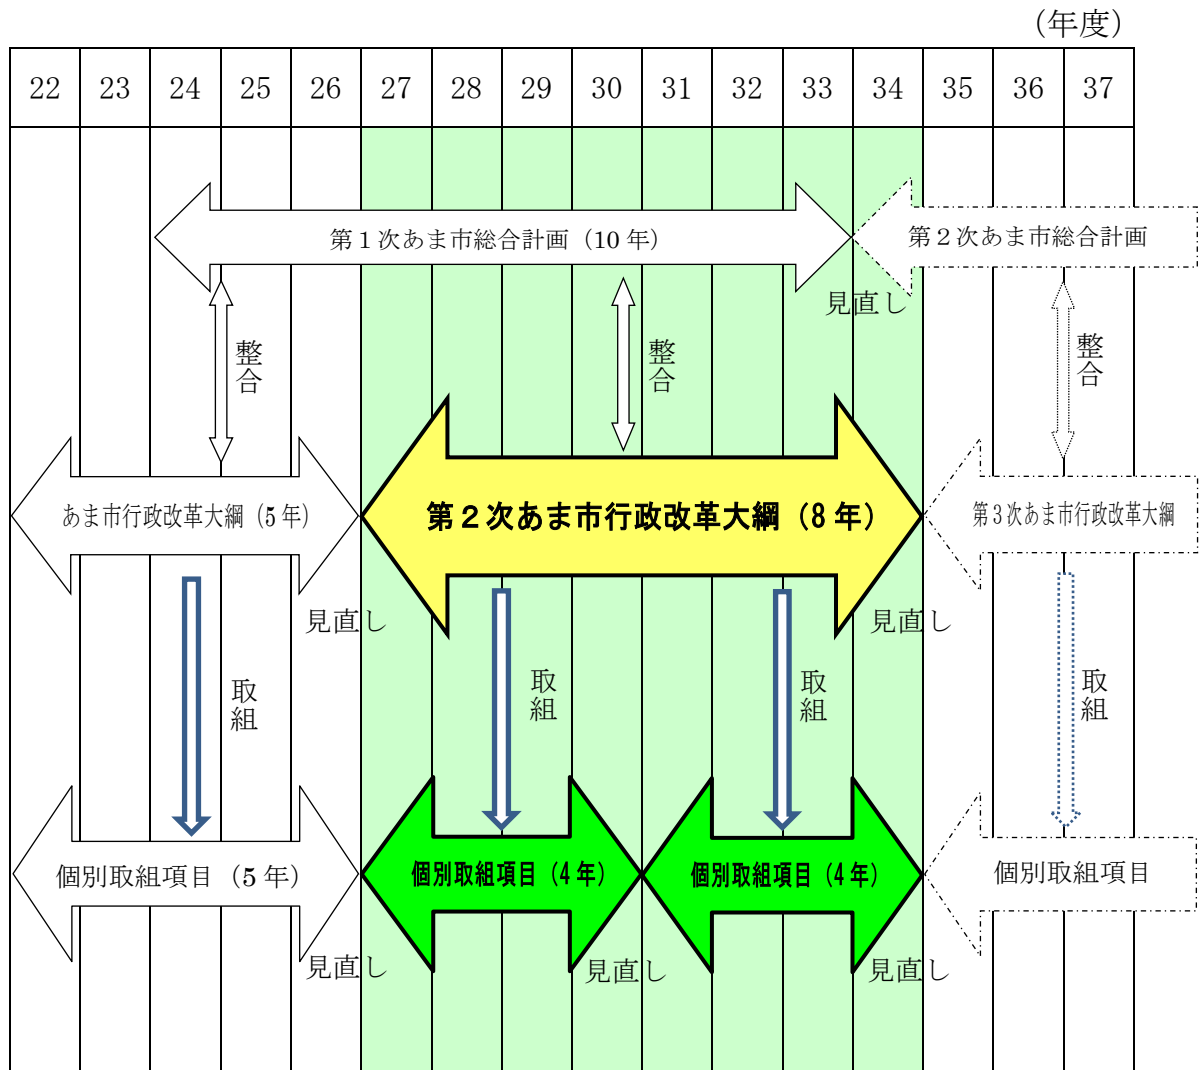 （年度）
22 23 24 25 26 27 28 29 30 31 32 33 34 35 36 37
第１次あま市総合計画（10 年）
第２次あま市総合計画
見直し
整合
整合
整合
あま市行政改革大綱（5 年）
第２次あま市行政改革大綱（8 年）
第３次あま市行政改革大綱
見直し
見直し
取組
取組
取組
取組
個別取組項目（5 年）
個別取組項目（4 年）
個別取組項目（4 年）
個別取組項目
見直し
見直し
見直し